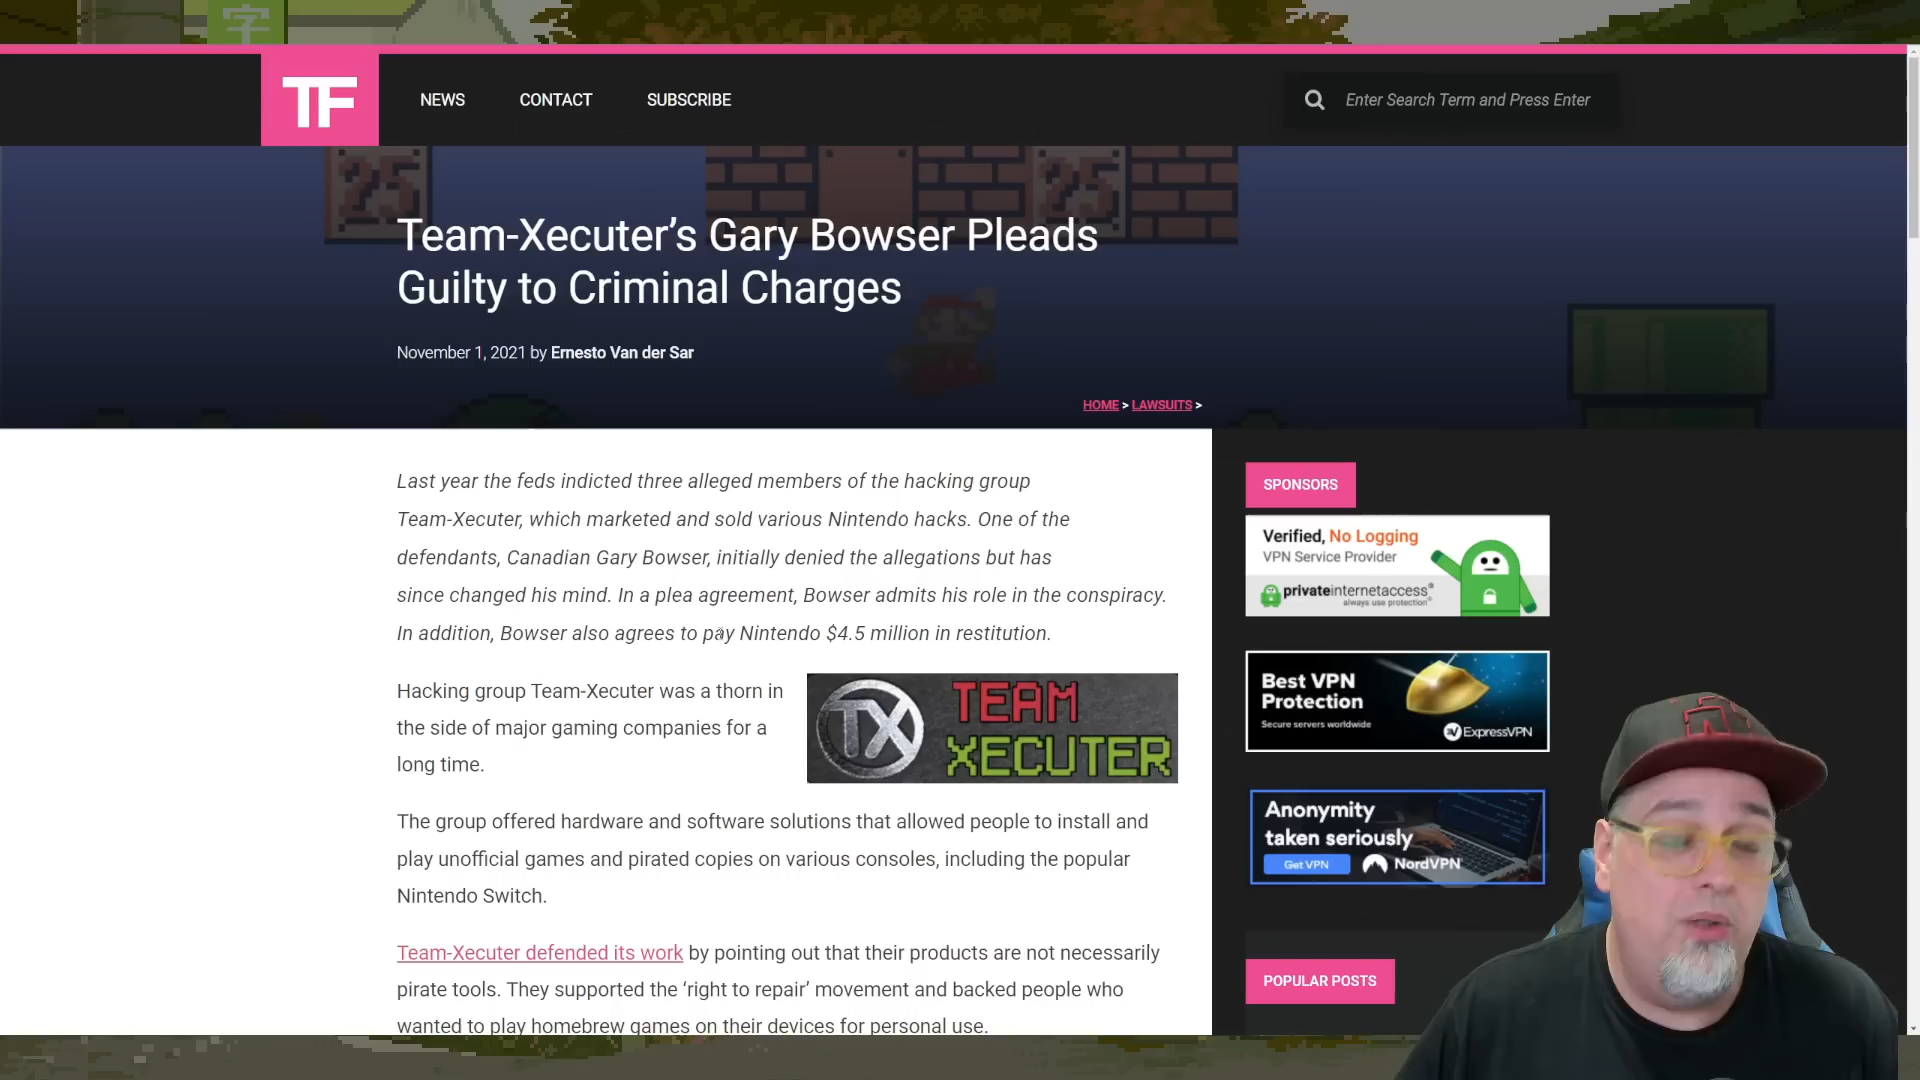 字
TF
NEWS
CONTACT
SUBSCRIBE
Enter Search Term and Press Enter
25
25
Team-Xecuter’s Gary Bowser Pleads
Guilty to Criminal Charges
November 1, 2021 by Ernesto Van der Sar
HOME > LAWSUITS >
Last year the feds indicted three alleged members of the hacking group
Team-Xecuter, which marketed and sold various Nintendo hacks. One of the
defendants, Canadian Gary Bowser, initially denied the allegations but has
since changed his mind. In a plea agreement, Bowser admits his role in the conspiracy.
In addition, Bowser also agrees to pay Nintendo $4.5 million in restitution.
Hacking group Team-Xecuter was a thorn in
the side of major gaming companies for a
long time.
TX
TEAM
XECUTER
The group offered hardware and software solutions that allowed people to install and
play unofficial games and pirated copies on various consoles, including the popular
Nintendo Switch.
Team-Xecuter defended its work by pointing out that their products are not necessarily
pirate tools. They supported the ‘right to repair’ movement and backed people who
wanted to play homebrew games on their devices for personal use.
SPONSORS
Verified, No Logging
VPN Service Provider
privateinternetaccess®
always use protection®
Best VPN
Protection
Secure servers worldwide
ExpressVPN
Anonymity
taken seriously
Get VPN
NordVPN
POPULAR POSTS